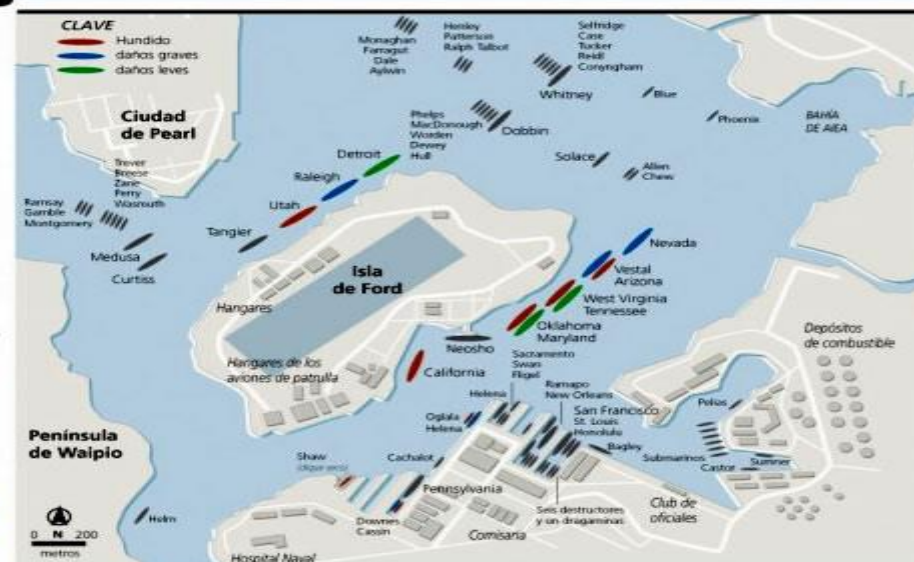 CLAVE
Hundido
daños graves
daños leves
Ciudad
de Pearl
Monaghan
Farragut
Dale
Aylwin
Henley
Patterson
Ralph Talbot
Selfridge
Case
Tucker
Reidl
Conyngham
Whitney
Blue
Phoenix
BAHÍA
DE AIEA
Phelps
MacDonough
Worden
Dewey
Hull
Dobbin
Solace
Allen
Chew
Detroit
Raleigh
Utah
Tangier
Trever
Breese
Zane
Perry
Wasmuth
Ramsay
Gamble
Montgomery
Medusa
Curtiss
Isla
de Ford
Hangares
Hangares de los
aviones de patrulla
Nevada
Vestal
Arizona
West Virginia
Tennessee
Oklahoma
Maryland
Neosho
California
Sacramento
Swan
Ramapo
New Orleans
San Francisco
St. Louis
Honolulu
Helena
Oglala
Helena
Bagley
Depósitos
de combustible
Pelias
Submarinos
Castor
Sumner
Península
de Waipio
Shaw
(dique seco)
Cachalot
Pennsylvania
Downes
Cassin
Seis destructores
y un dragaminas
Club de
oficiales
Comisaria
Hospital Naval
Helm
0 N 200
metros